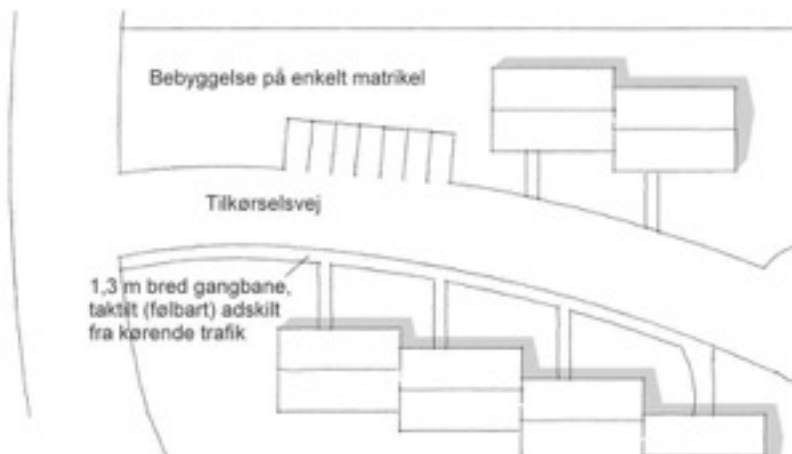 Bebyggelse på enkelt matrikel
Tilkørselsvej
1,3 m bred gangbane,
taktilt (følbart) adskilt
fra kørende trafik